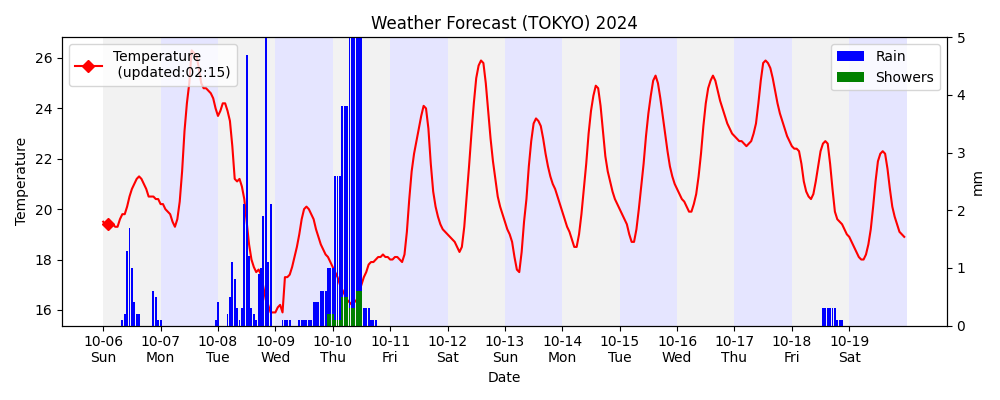 Weather Forecast (TOKYO) 2024
Temperature
(updated:02:15)
Rain
Showers
Temperature
26
24
22
20
18
16
5
4
3
2
1
0
mm
10-06 10-07 10-08 10-09 10-10 10-11 10-12 10-13 10-14 10-15 10-16 10-17 10-18 10-19
Sun Mon Tue Wed Thu Fri Sat Sun Mon Tue Wed Thu Fri Sat
Date